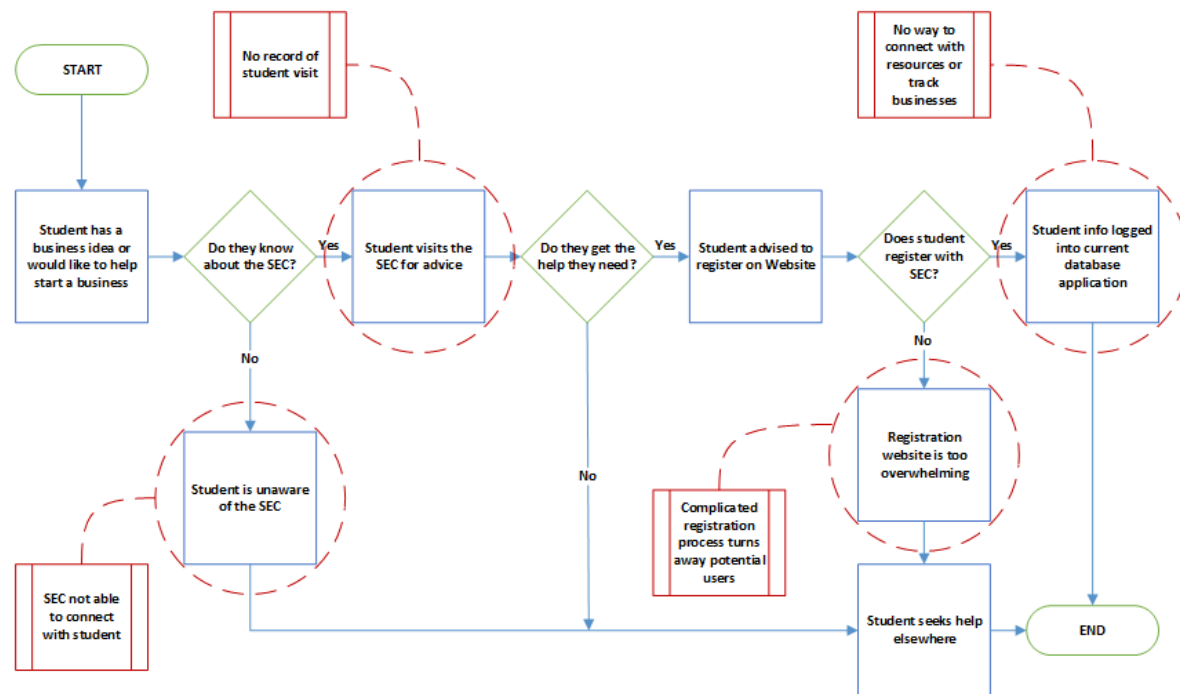 START
No record of
student visit
No way to
connect with
resources or
track
businesses
Student has a
business idea or
would like to help
start a business
Do they know
about the SEC?
Yes
Student visits the
SEC for advice
Do they get the
help they need?
Yes
Student advised to
register on Website
Does student
register with
SEC?
Yes
Student info logged
into current
database
application
No
No
No
Student is unaware
of the SEC
Registration
website is too
overwhelming
Complicated
registration
process turns
away potential
users
SEC not able
to connect
with student
Student seeks help
elsewhere
END